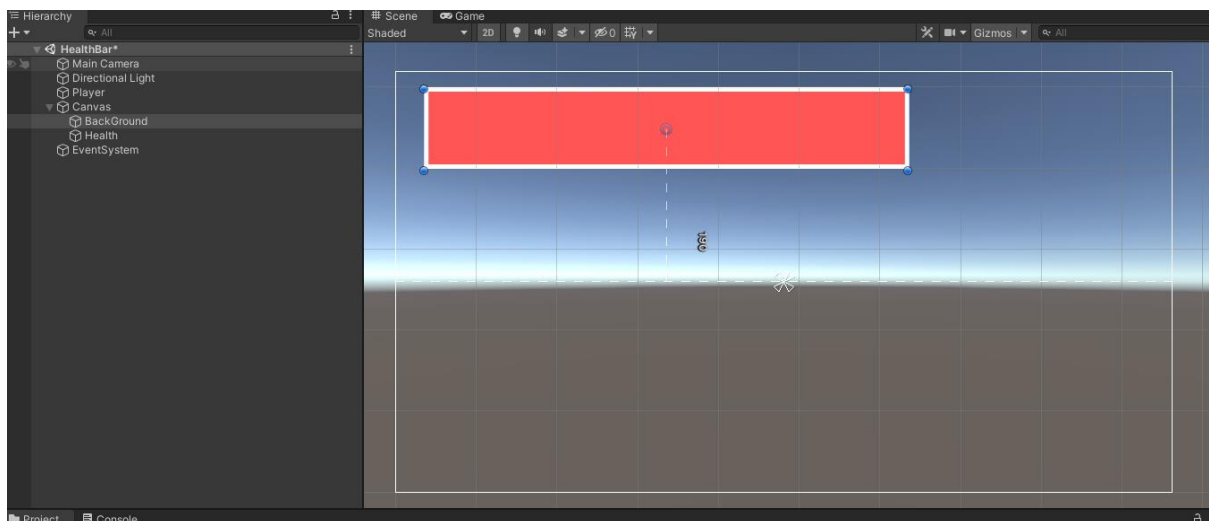 Hierarchy
# Scene
Game
All
Shaded
2D
0
Gizmos
All
HealthBar*
Main Camera
Directional Light
Player
Canvas
BackGround
Health
EventSystem
190
Project
Console